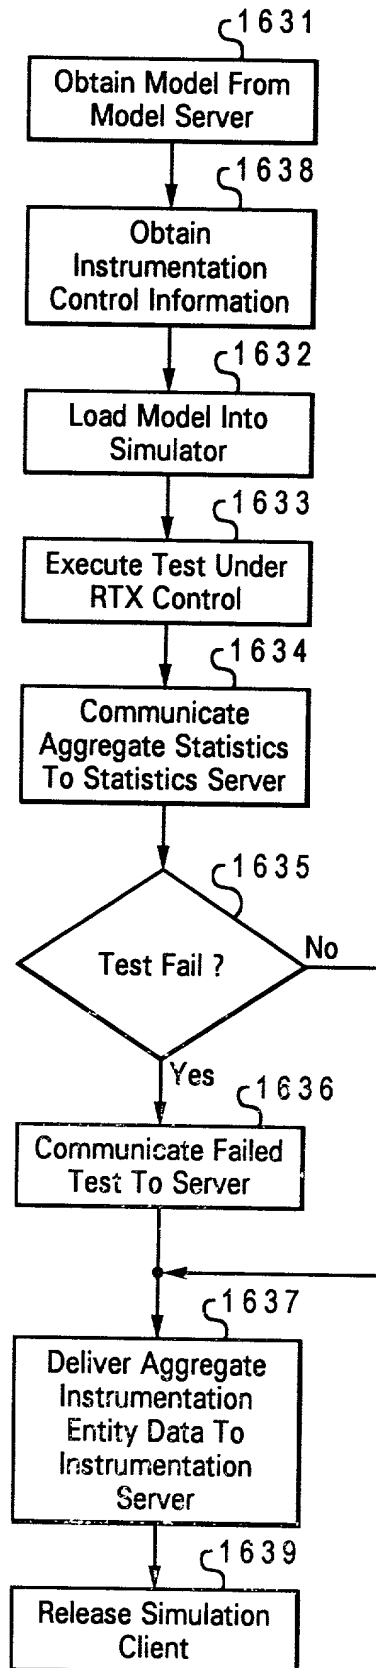 1631
Obtain Model From
Model Server
1638
Obtain
Instrumentation
Control Information
1632
Load Model Into
Simulator
1633
Execute Test Under
RTX Control
1634
Communicate
Aggregate Statistics
To Statistics Server
1635
Test Fail ?
No
Yes
1636
Communicate Failed
Test To Server
1637
Deliver Aggregate
Instrumentation
Entity Data To
Instrumentation
Server
1639
Release Simulation
Client